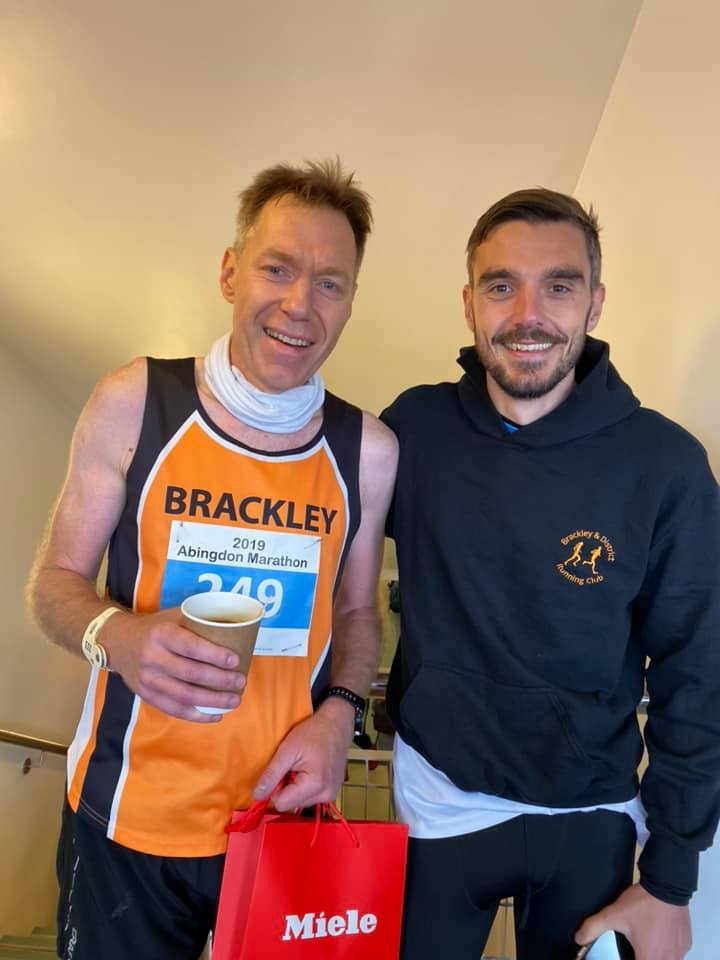 BRACKLEY
2019
Abingdon Marathon
249
Brackley & District
Running Club
Miele